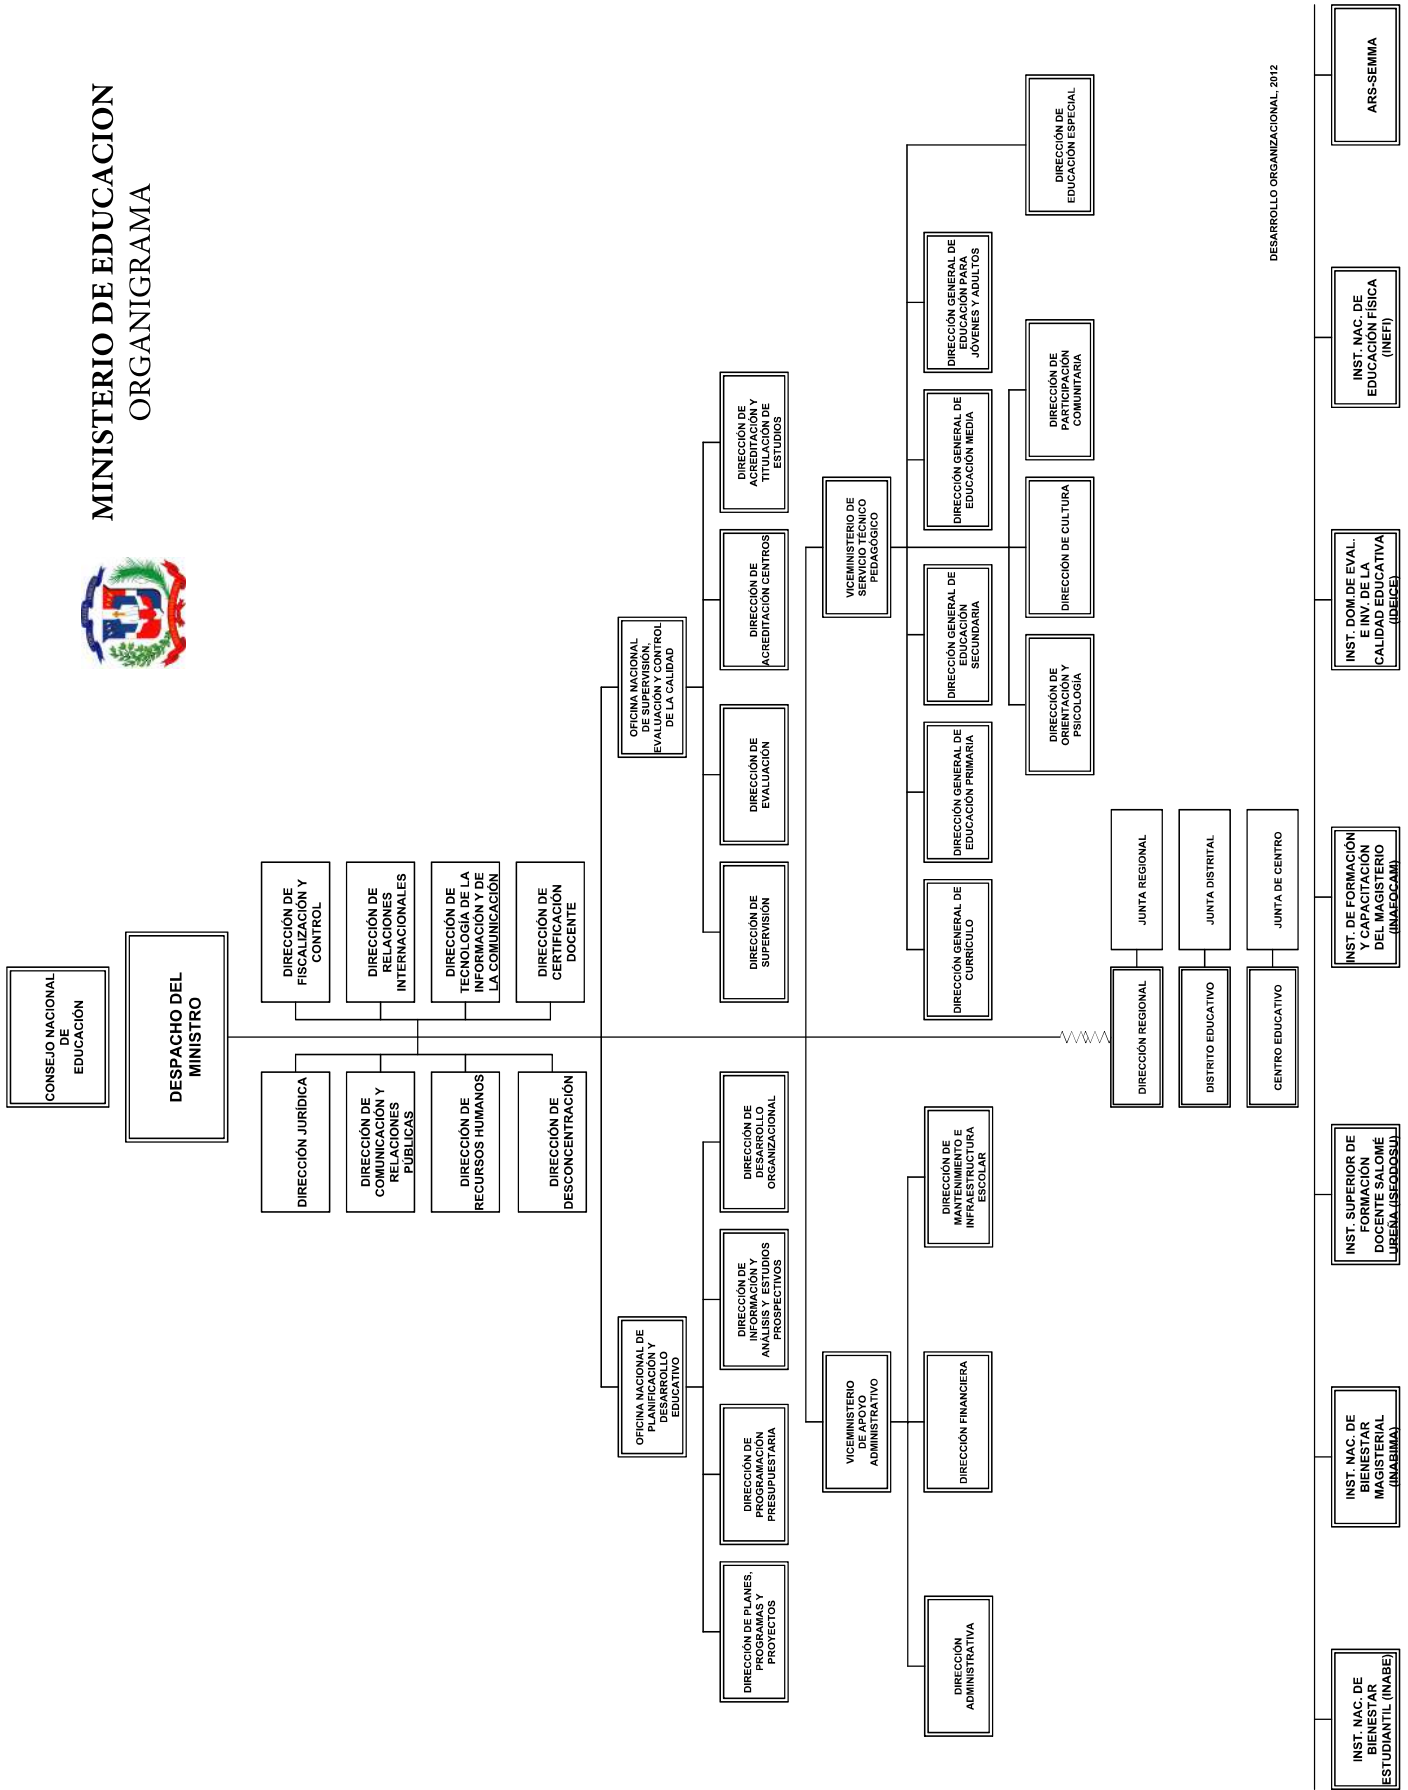 MINISTERIO DE EDUCACION
ORGANIGRAMA
CONSEJO NACIONAL
DE
EDUCACIÓN
DESPACHO DEL
MINISTRO
DIRECCIÓN JURÍDICA
DIRECCIÓN DE
FISCALIZACIÓN Y
CONTROL
DIRECCIÓN DE
COMUNICACIÓN Y
RELACIONES
PÚBLICAS
DIRECCIÓN DE
RELACIONES
INTERNACIONALES
DIRECCIÓN DE
RECURSOS HUMANOS
DIRECCIÓN DE
TECNOLOGÍA DE LA
INFORMACIÓN Y DE
LA COMUNICACIÓN
DIRECCIÓN DE
DESCONCENTRACIÓN
DIRECCIÓN DE
CERTIFICACIÓN
DOCENTE
OFICINA NACIONAL DE
PLANIFICACIÓN Y
DESARROLLO
EDUCATIVO
OFICINA NACIONAL
DE SUPERVISIÓN,
EVALUACIÓN Y CONTROL
DE LA CALIDAD
DIRECCIÓN DE PLANES,
PROGRAMAS Y
PROYECTOS
DIRECCIÓN DE
PROGRAMACIÓN
PRESUPUESTARIA
DIRECCIÓN DE
INFORMACIÓN Y
ANÁLISIS Y ESTUDIOS
PROSPECTIVOS
DIRECCIÓN DE
DESARROLLO
ORGANIZACIONAL
DIRECCIÓN DE
SUPERVISIÓN
DIRECCIÓN DE
EVALUACIÓN
DIRECCIÓN DE
ACREDITACIÓN CENTROS
DIRECCIÓN DE
ACREDITACIÓN Y
TITULACIÓN DE
ESTUDIOS
VICEMINISTERIO
DE APOYO
ADMINISTRATIVO
VICEMINISTERIO DE
SERVICIO TÉCNICO
PEDAGÓGICO
DIRECCIÓN
ADMINISTRATIVA
DIRECCIÓN FINANCIERA
DIRECCIÓN DE
MANTENIMIENTO E
INFRAESTRUCTURA
ESCOLAR
DIRECCIÓN GENERAL DE
CURRÍCULO
DIRECCIÓN GENERAL DE
EDUCACIÓN PRIMARIA
DIRECCIÓN GENERAL DE
EDUCACIÓN
SECUNDARIA
DIRECCIÓN GENERAL DE
EDUCACIÓN MEDIA
DIRECCIÓN GENERAL DE
EDUCACIÓN PARA
JÓVENES Y ADULTOS
DIRECCIÓN DE
ORIENTACIÓN Y
PSICOLOGÍA
DIRECCIÓN DE CULTURA
DIRECCIÓN DE
PARTICIPACIÓN
COMUNITARIA
DIRECCIÓN DE
EDUCACIÓN ESPECIAL
DIRECCIÓN REGIONAL
JUNTA REGIONAL
DISTRITO EDUCATIVO
JUNTA DISTRITAL
CENTRO EDUCATIVO
JUNTA DE CENTRO
DESARROLLO ORGANIZACIONAL, 2012
INST. NAC. DE
BIENESTAR
ESTUDIANTIL (INABE)
INST. NAC. DE
BIENESTAR
MAGISTERIAL
(INABIMA)
INST. SUPERIOR DE
FORMACIÓN
DOCENTE SALOMÉ
UREÑA (ISFODOSU)
INST. DE FORMACIÓN
Y CAPACITACIÓN
DEL MAGISTERIO
(INAFOCAM)
INST. DOM.DE EVAL.
E INV. DE LA
CALIDAD EDUCATIVA
(IDEICE)
INST. NAC. DE
EDUCACIÓN FÍSICA
(INEFI)
ARS-SEMMA